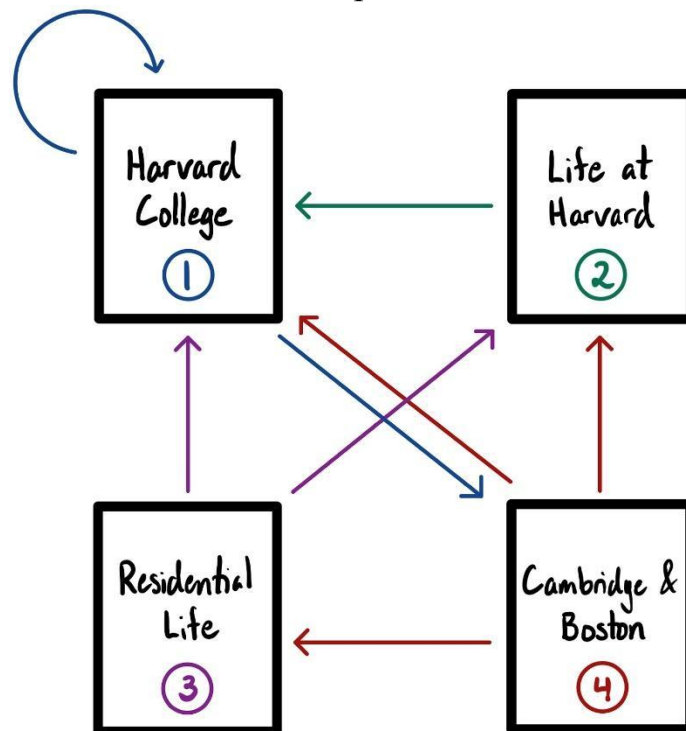 Harvard
College
1
Life at
Harvard
2
Residential
Life
3
Cambridge &
Boston
4